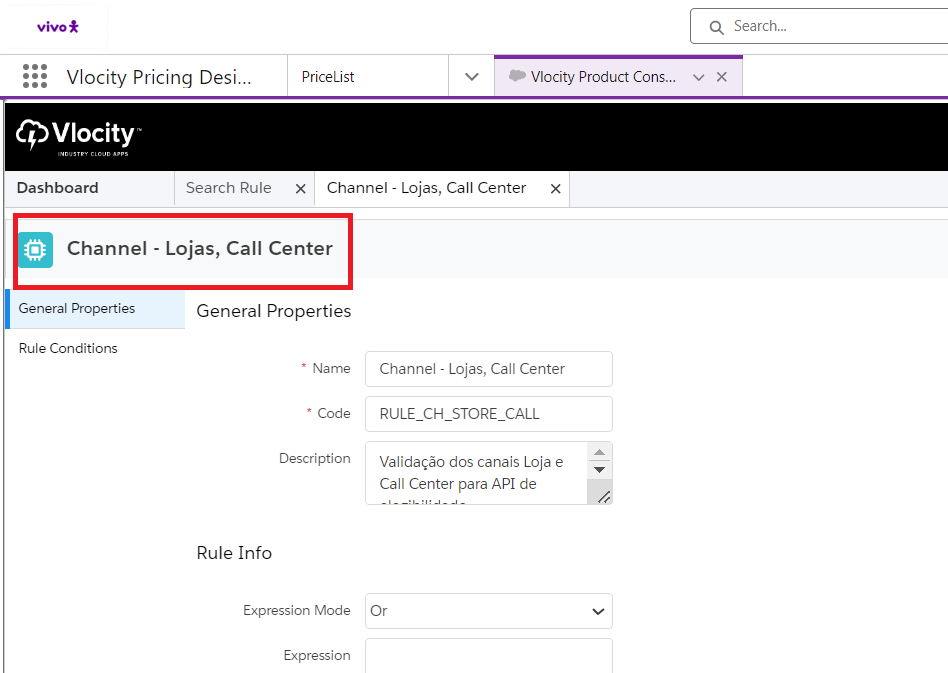 vivo
Search...
Vlocity Pricing Desi...
PriceList
Vlocity Product Cons...
Vlocity™
INDUSTRY CLOUD APPS
Dashboard
Search Rule
Channel - Lojas, Call Center
Channel - Lojas, Call Center
General Properties
General Properties
Rule Conditions
* Name
Channel - Lojas, Call Center
* Code
RULE_CH_STORE_CALL
Description
Validação dos canais Loja e
Call Center para API de
elegibilidade
Rule Info
Expression Mode
Or
Expression